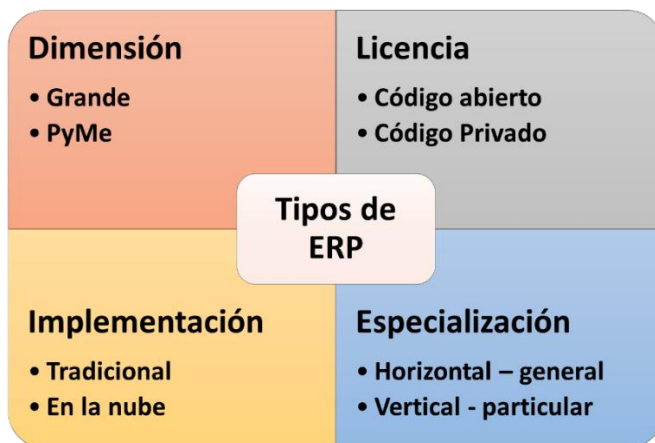 Dimensión
• Grande
• PyMe
Licencia
• Código abierto
• Código Privado
Tipos de
ERP
Implementación
• Tradicional
• En la nube
Especialización
• Horizontal – general
• Vertical - particular